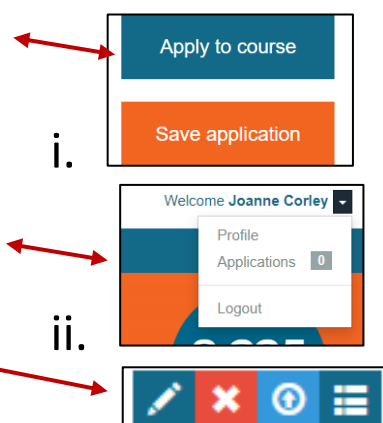 Apply to course
Save application
i.
Welcome Joanne Corley
Profile
Applications 0
Logout
ii.